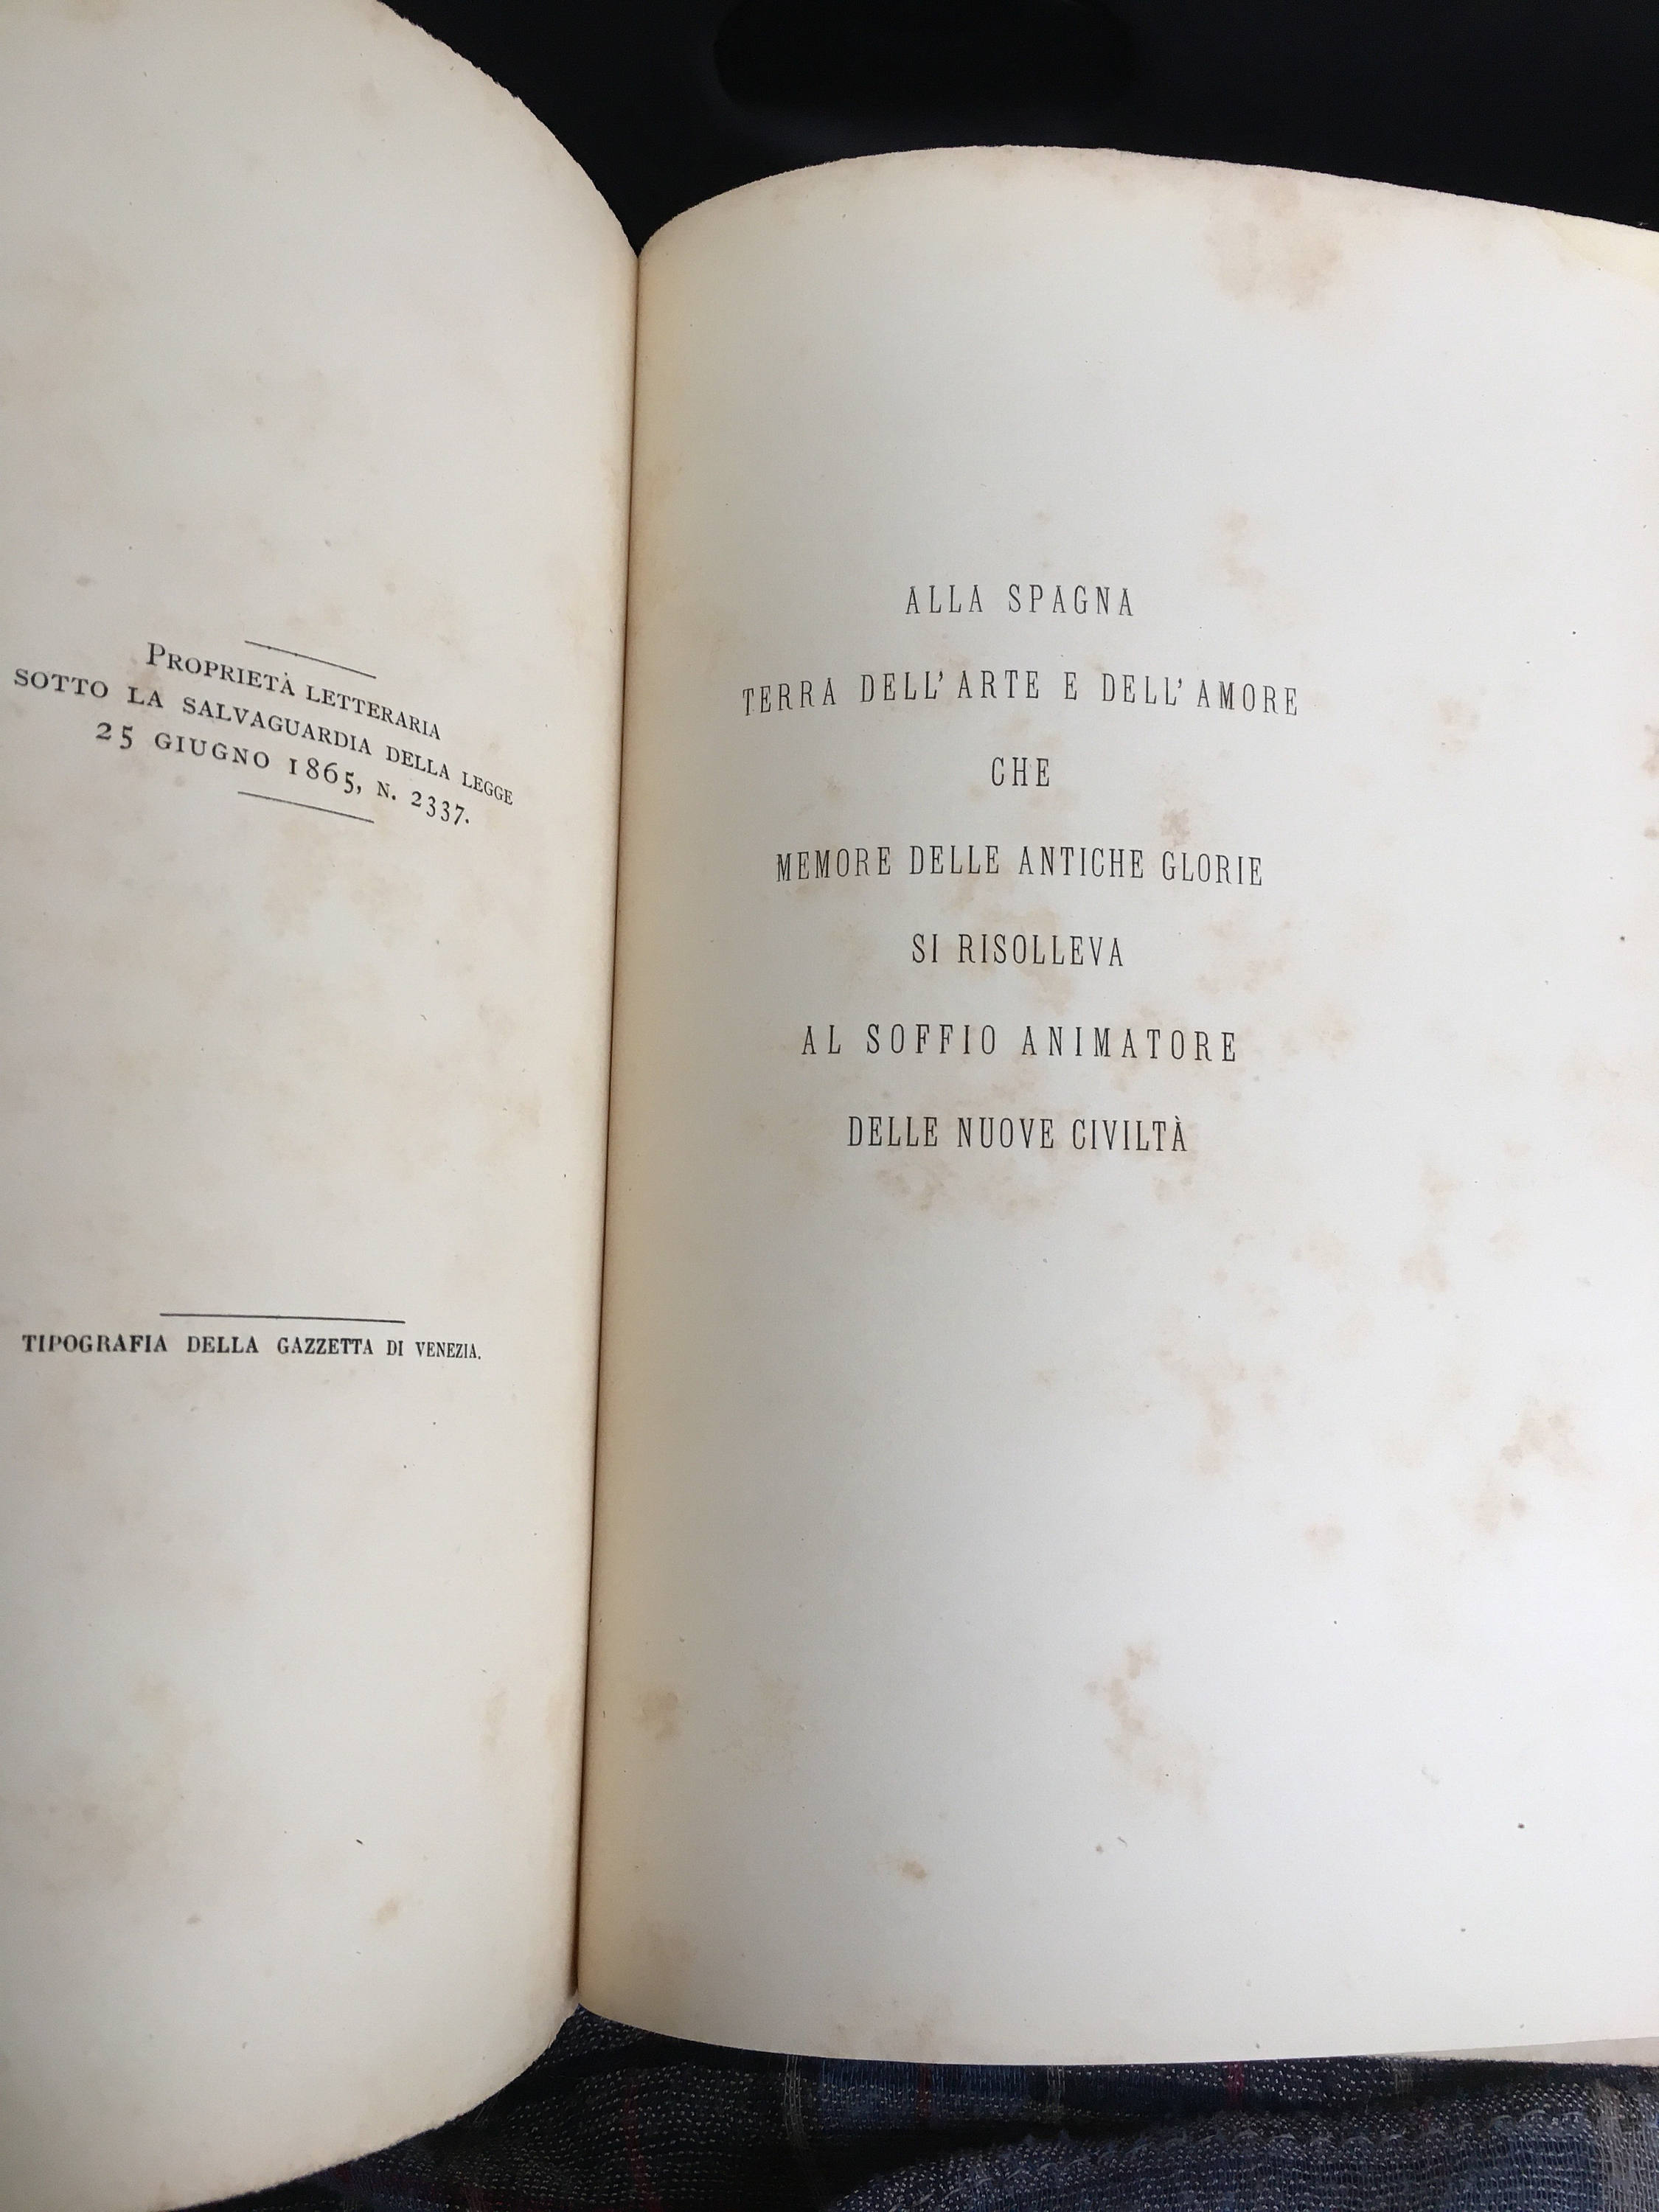 PROPRIETÀ LETTERARIA
SOTTO LA SALVAGUARDIA DELLA LEGGE
25 GIUGNO 1865, N. 2337.
TIPOGRAFIA DELLA GAZZETTA DI VENEZIA.
ALLA SPAGNA
TERRA DELL' ARTE E DELL' AMORE
CHE
MEMORE DELLE ANTICHE GLORIE
SI RISOLLEVA
AL SOFFIO ANIMATORE
DELLE NUOVE CIVILTÀ